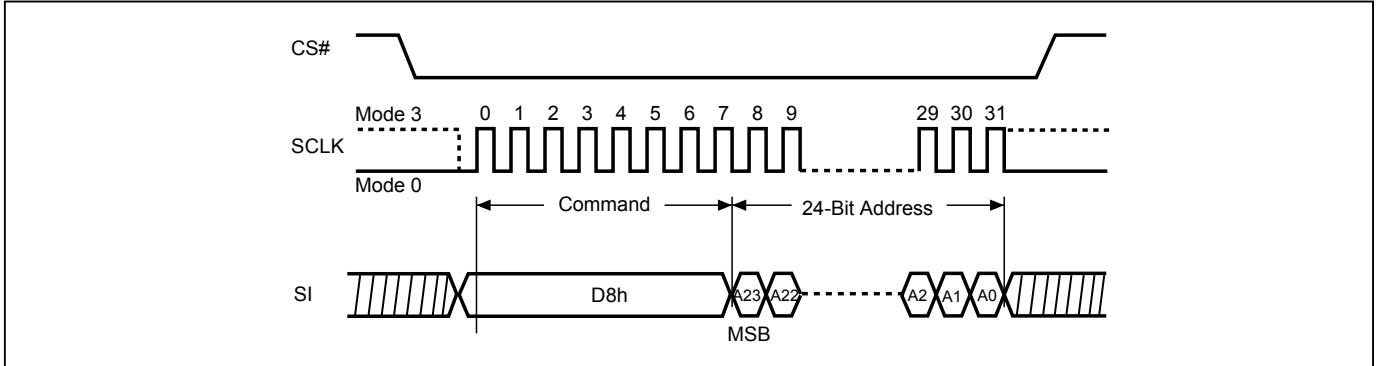 CS#
Mode 3 0 1 2 3 4 5 6 7 8 9 29 30 31
SCLK
Mode 0
Command 24-Bit Address
SI D8h A23 A22 A2 A1 A0
MSB